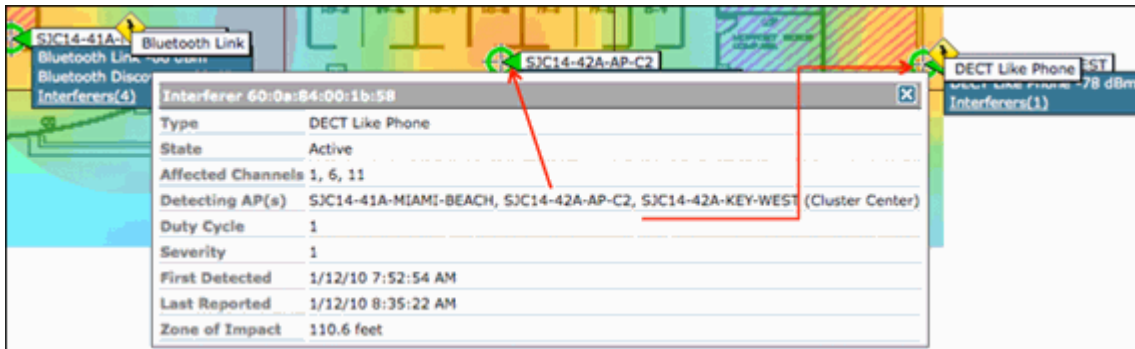 SJC14-41A-
Bluetooth Link
Bluetooth Link dBm
Bluetooth
Interferers(4)
SJC14-42A-AP-C2
DECT Like Phone
EST
DECT Like Phone -78 dBm
Interferers(1)
Interferer 60:0a:84:00:1b:58
Type DECT Like Phone
State Active
Affected Channels 1, 6, 11
Detecting AP(s) SJC14-41A-MIAMI-BEACH, SJC14-42A-AP-C2, SJC14-42A-KEY-WEST (Cluster Center)
Duty Cycle 1
Severity 1
First Detected 1/12/10 7:52:54 AM
Last Reported 1/12/10 8:35:22 AM
Zone of Impact 110.6 feet